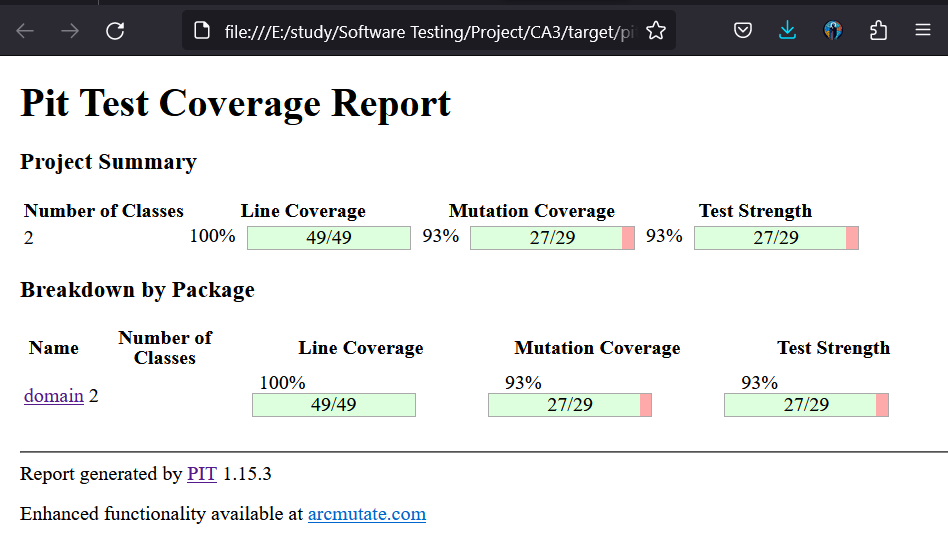 file:///E:/study/Software Testing/Project/CA3/target/pi
Pit Test Coverage Report
Project Summary
Number of Classes Line Coverage Mutation Coverage Test Strength
2 100% 49/49 93% 27/29 93% 27/29
Breakdown by Package
Name Number of Classes Line Coverage Mutation Coverage Test Strength
domain 2 100% 49/49 93% 27/29 93% 27/29
Report generated by PIT 1.15.3
Enhanced functionality available at arcmutate.com